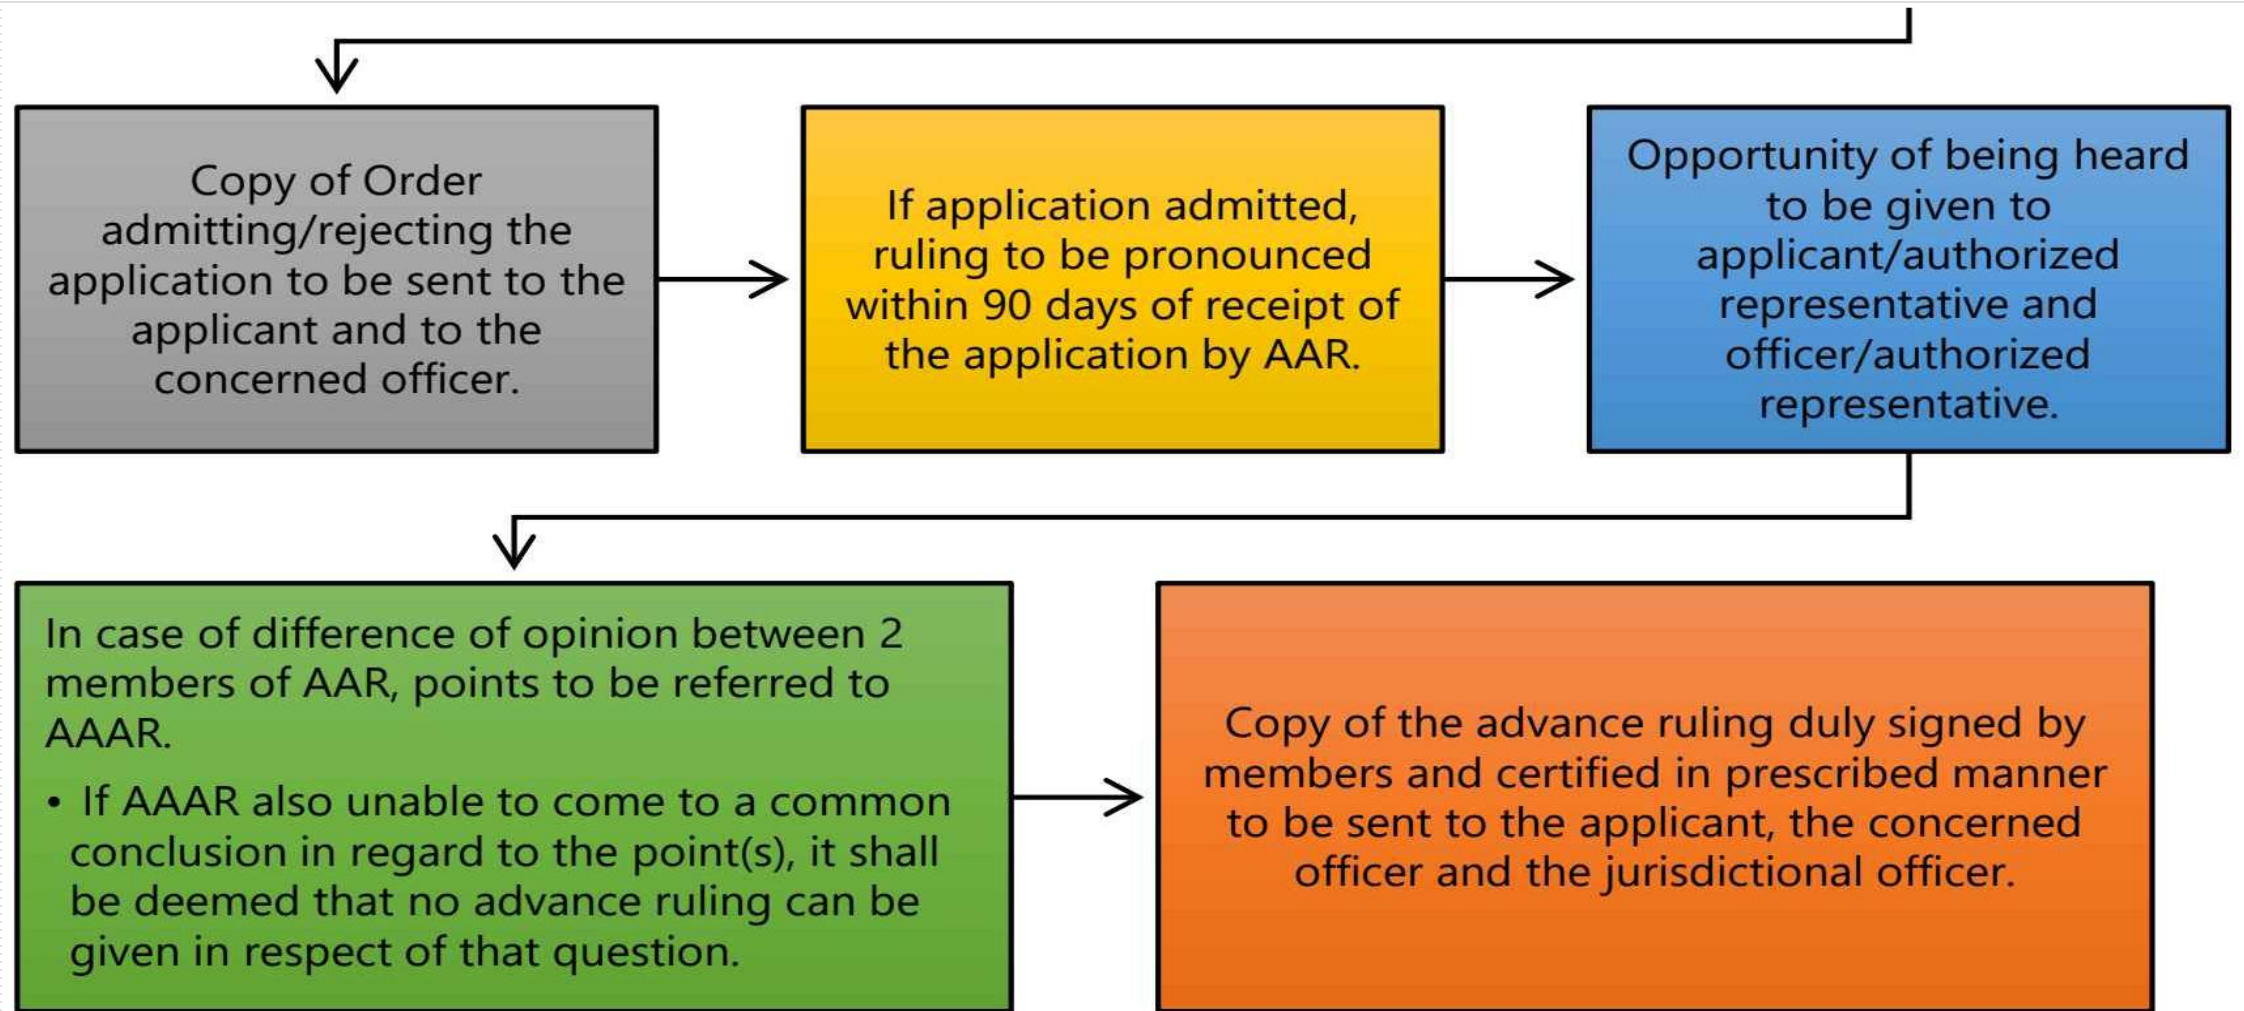 Copy of Order
admitting/rejecting the
application to be sent to the
applicant and to the
concerned officer.
If application admitted,
ruling to be pronounced
within 90 days of receipt of
the application by AAR.
Opportunity of being heard
to be given to
applicant/authorized
representative and
officer/authorized
representative.
In case of difference of opinion between 2
members of AAR, points to be referred to
AAAR.
• If AAAR also unable to come to a common
conclusion in regard to the point(s), it shall
be deemed that no advance ruling can be
given in respect of that question.
Copy of the advance ruling duly signed by
members and certified in prescribed manner
to be sent to the applicant, the concerned
officer and the jurisdictional officer.